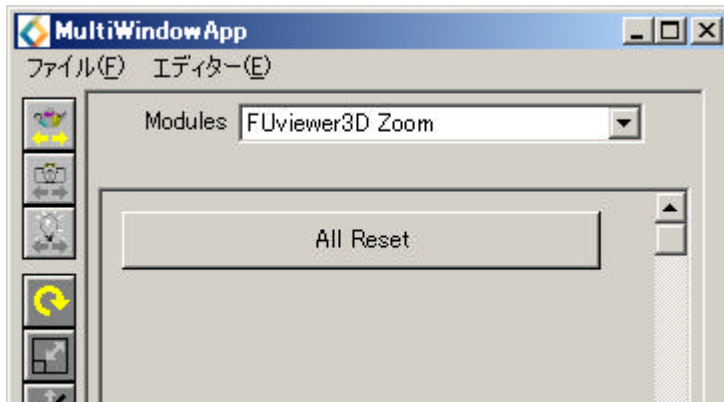 MultiWindowApp
ファイル(F) エディター(E)
Modules FUviewer3D Zoom
All Reset